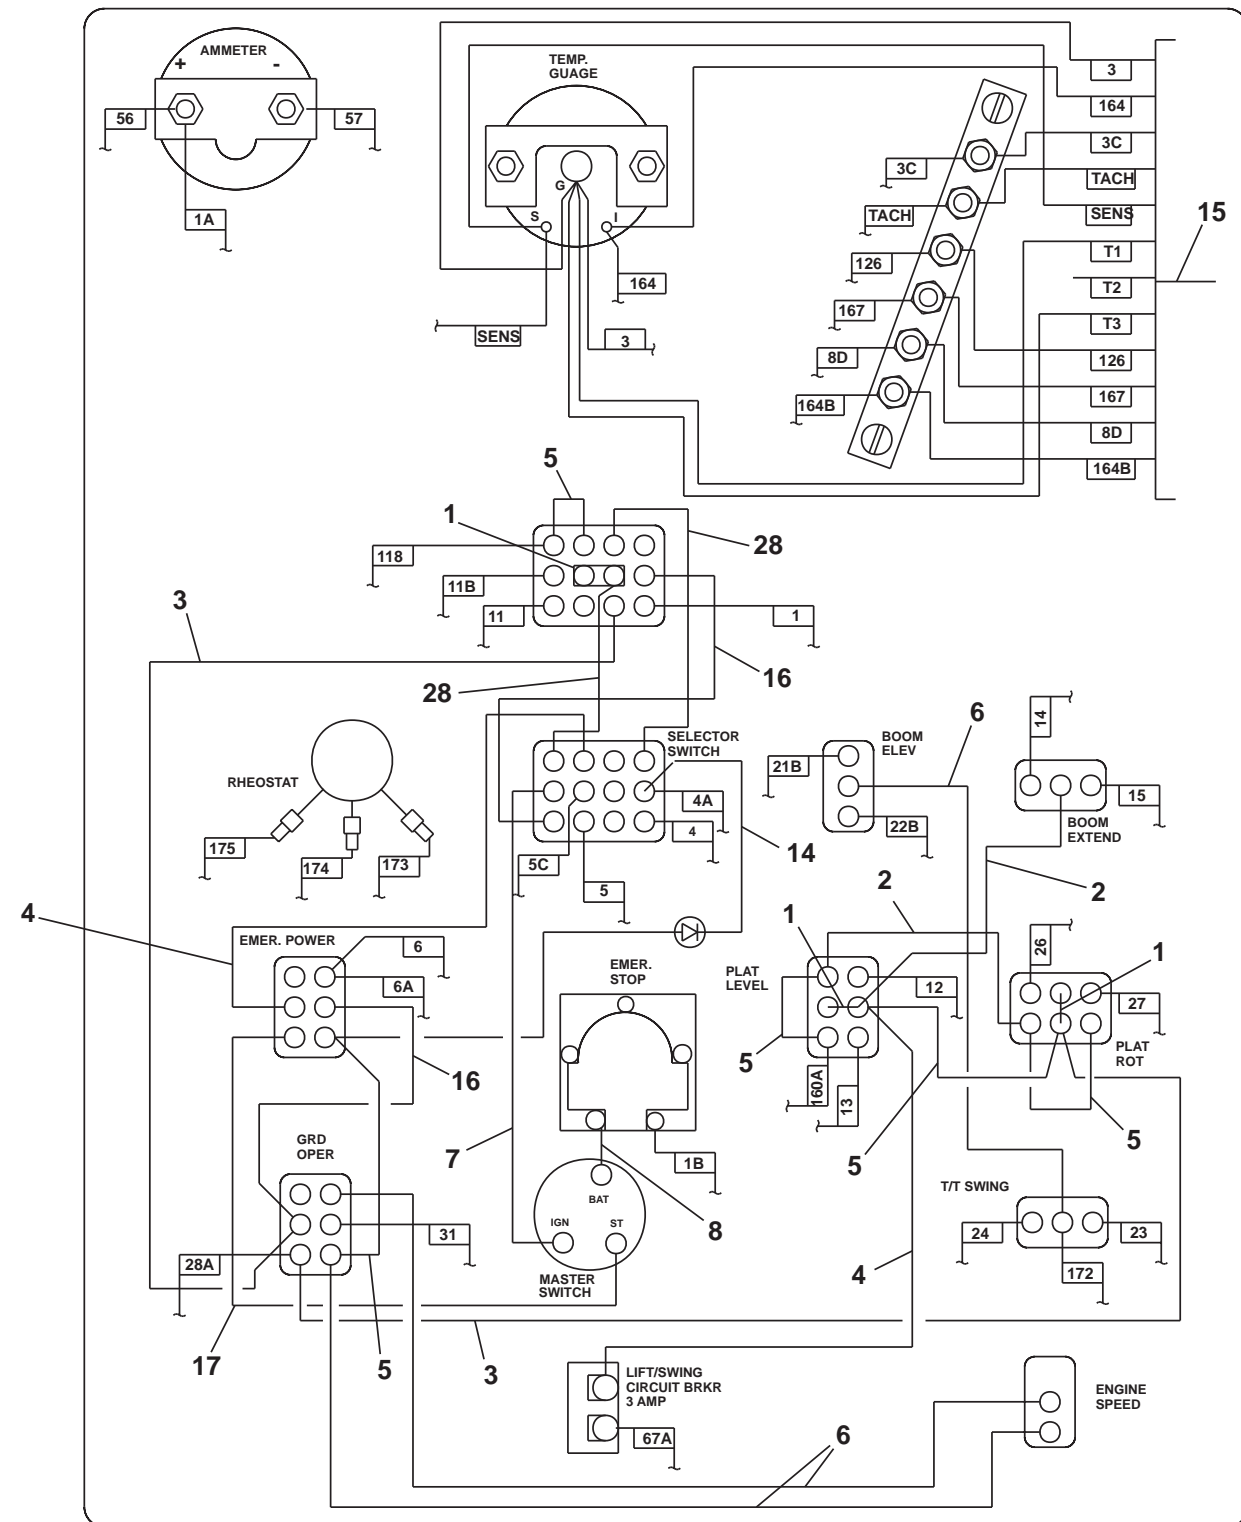 AMMETER
+ -
56
57
1A
TEMP.
GUAGE
G
S
I
164
SENS
3
3
164
3C
TACH
SENS
T1
T2
T3
126
167
8D
164B
15
3C
TACH
126
167
8D
164B
5
1
28
118
11B
11
1
3
16
28
SELECTOR
SWITCH
RHEOSTAT
175
174
173
4A
4
5C
5
14
BOOM
ELEV
21B
22B
6
14
15
BOOM
EXTEND
2
2
4
EMER. POWER
6
6A
16
EMER.
STOP
1B
7
8
PLAT
LEVEL
1
12
5
160A
13
5
26
1
27
PLAT
ROT
5
GRD
OPER
31
28A
17
5
3
BAT
IGN
ST
MASTER
SWITCH
4
T/T SWING
24
23
172
LIFT/SWING
CIRCUIT BRKR
3 AMP
67A
6
ENGINE
SPEED
6